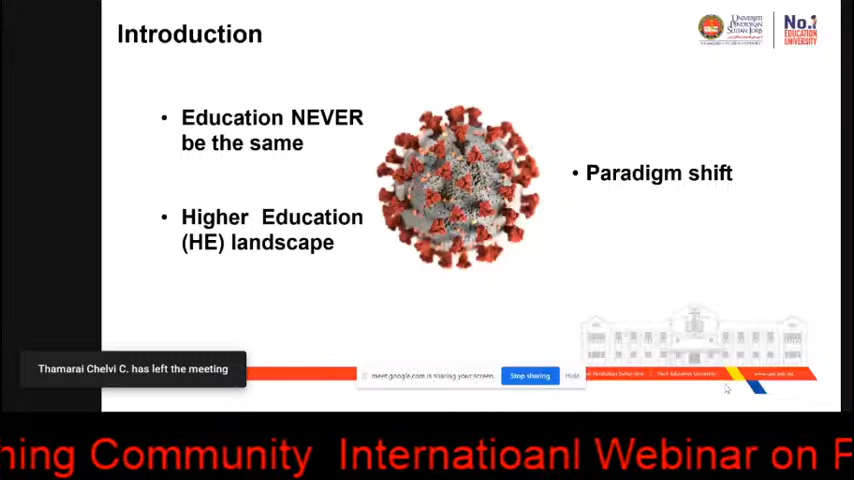 Introduction
UNIVERSITI
PENDIDIKAN
SULTAN IDRIS
No.1
EDUCATION
UNIVERSITY
• Education NEVER
be the same
• Higher Education
(HE) landscape
• Paradigm shift
Thamarai Chelvi C. has left the meeting
meet.google.com is sharing your screen.
Stop sharing
Hide
hing Community Internatioanl Webinar on F